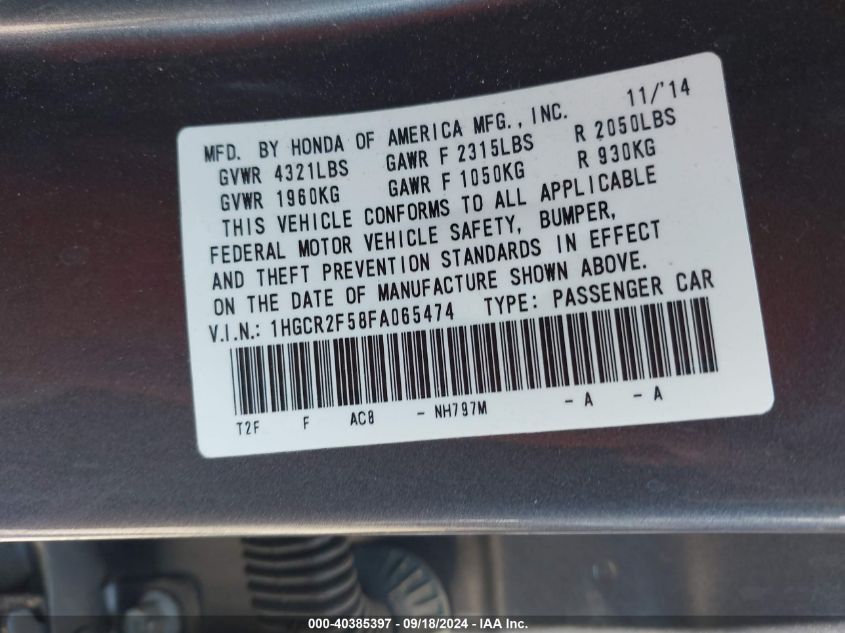 11/'14
MFD. BY HONDA OF AMERICA MFG., INC.
GVWR 4321LBS GAWR F 2315LBS R 2050LBS
GVWR 1960KG GAWR F 1050KG R 930KG
THIS VEHICLE CONFORMS TO ALL APPLICABLE
FEDERAL MOTOR VEHICLE SAFETY, BUMPER,
AND THEFT PREVENTION STANDARDS IN EFFECT
ON THE DATE OF MANUFACTURE SHOWN ABOVE.
V.I.N.: 1HGCR2F58FA065474 TYPE: PASSENGER CAR
T2F F AC8 - NH797M - A - A
000-40385397 - 09/18/2024 - IAA Inc.